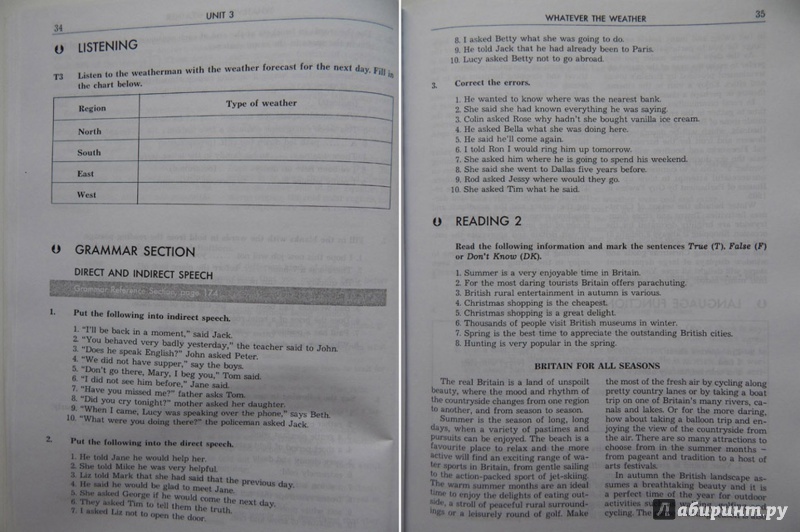 34
UNIT 3
LISTENING
T3 Listen to the weatherman with the weather forecast for the next day. Fill in
the chart below.
Region Type of weather
North
South
East
West
GRAMMAR SECTION
DIRECT AND INDIRECT SPEECH
Grammar Reference Section, page 174
1. Put the following into indirect speech.
1. "I'll be back in a moment," said Jack.
2. "You behaved very badly yesterday," the teacher said to John.
3. "Does he speak English?" John asked Peter.
4. "We did not have supper," say the boys.
5. "Don't go there, Mary, I beg you," Tom said.
6. "I did not see him before," Jane said.
7. "Have you missed me?" father asks Tom.
8. "Did you cry tonight?" mother asked her daughter.
9. "When I came, Lucy was speaking over the phone," says Beth.
10. "What were you doing there?" the policeman asked Jack.
2. Put the following into the direct speech.
1. He told Jane he would help her.
2. She told Mike he was very helpful.
3. Liz told Mark that she had said that the previous day.
4. He said he would be glad to meet Jane.
5. She asked George if he would come the next day.
6. They asked Tim to tell them the truth.
7. I asked Liz not to open the door.
WHATEVER THE WEATHER
35
8. I asked Betty what she was going to do.
9. He told Jack that he had already been to Paris.
10. Lucy asked Betty not to go abroad.
3. Correct the errors.
1. He wanted to know where was the nearest bank.
2. She said she had known everything he was saying.
3. Colin asked Rose why hadn't she bought vanilla ice cream.
4. He asked Bella what she was doing here.
5. He said he'll come again.
6. I told Ron I would ring him up tomorrow.
7. She asked him where he is going to spend his weekend.
8. She said she went to Dallas five years before.
9. Rod asked Jessy where would they go.
10. She asked Tim what he said.
READING 2
Read the following information and mark the sentences True (T), False (F)
or Don't Know (DK).
1. Summer is a very enjoyable time in Britain.
2. For the most daring tourists Britain offers parachuting.
3. British rural entertainment in autumn is various.
4. Christmas shopping is the cheapest.
5. Christmas shopping is a great delight.
6. Thousands of people visit British museums in winter.
7. Spring is the best time to appreciate the outstanding British cities.
8. Hunting is very popular in the spring.
BRITAIN FOR ALL SEASONS
The real Britain is a land of unspoilt
beauty, where the mood and rhythm of
the countryside changes from one region
to another, and from season to season.
Summer is the season of long, long
days, when a variety of pastimes and
pursuits can be enjoyed. The beach is a
favourite place to relax and the more
active will find an exciting range of wa-
ter sports in Britain, from gentle sailing
to the action-packed sport of jet-skiing.
The warm summer months are an ideal
time to enjoy the delights of eating out-
side, a stroll of peaceful rural surround-
ings or a leisurely round of golf. Make
the most of the fresh air by cycling along
pretty country lanes or by taking a boat
trip on one of Britain's many rivers, ca-
nals and lakes. Or for the more daring,
how about taking a balloon trip and en-
joying the view of the countryside from
the air. There are so many attractions to
choose from in the summer months –
from pageant and tradition to a host of
arts festivals.
In autumn the British landscape as-
sumes a breathtaking beauty and it is
a perfect time of the year for outdoor
activities such
cycling. The
лабиринт.ру